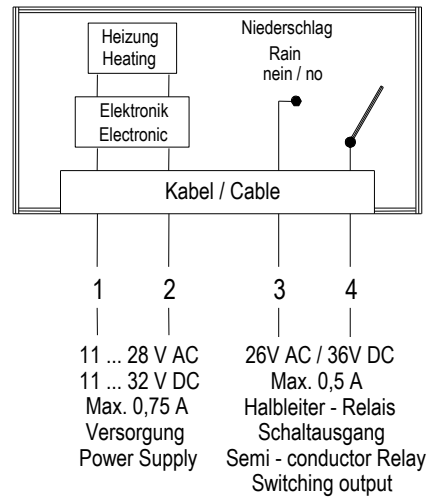 Heizung
Heating
Elektronik
Electronic
Niederschlag
Rain
nein / no
Kabel / Cable
1
2
3
4
11 ... 28 V AC
11 ... 32 V DC
Max. 0,75 A
Versorgung
Power Supply
26V AC / 36V DC
Max. 0,5 A
Halbleiter - Relais
Schaltausgang
Semi - conductor Relay
Switching output